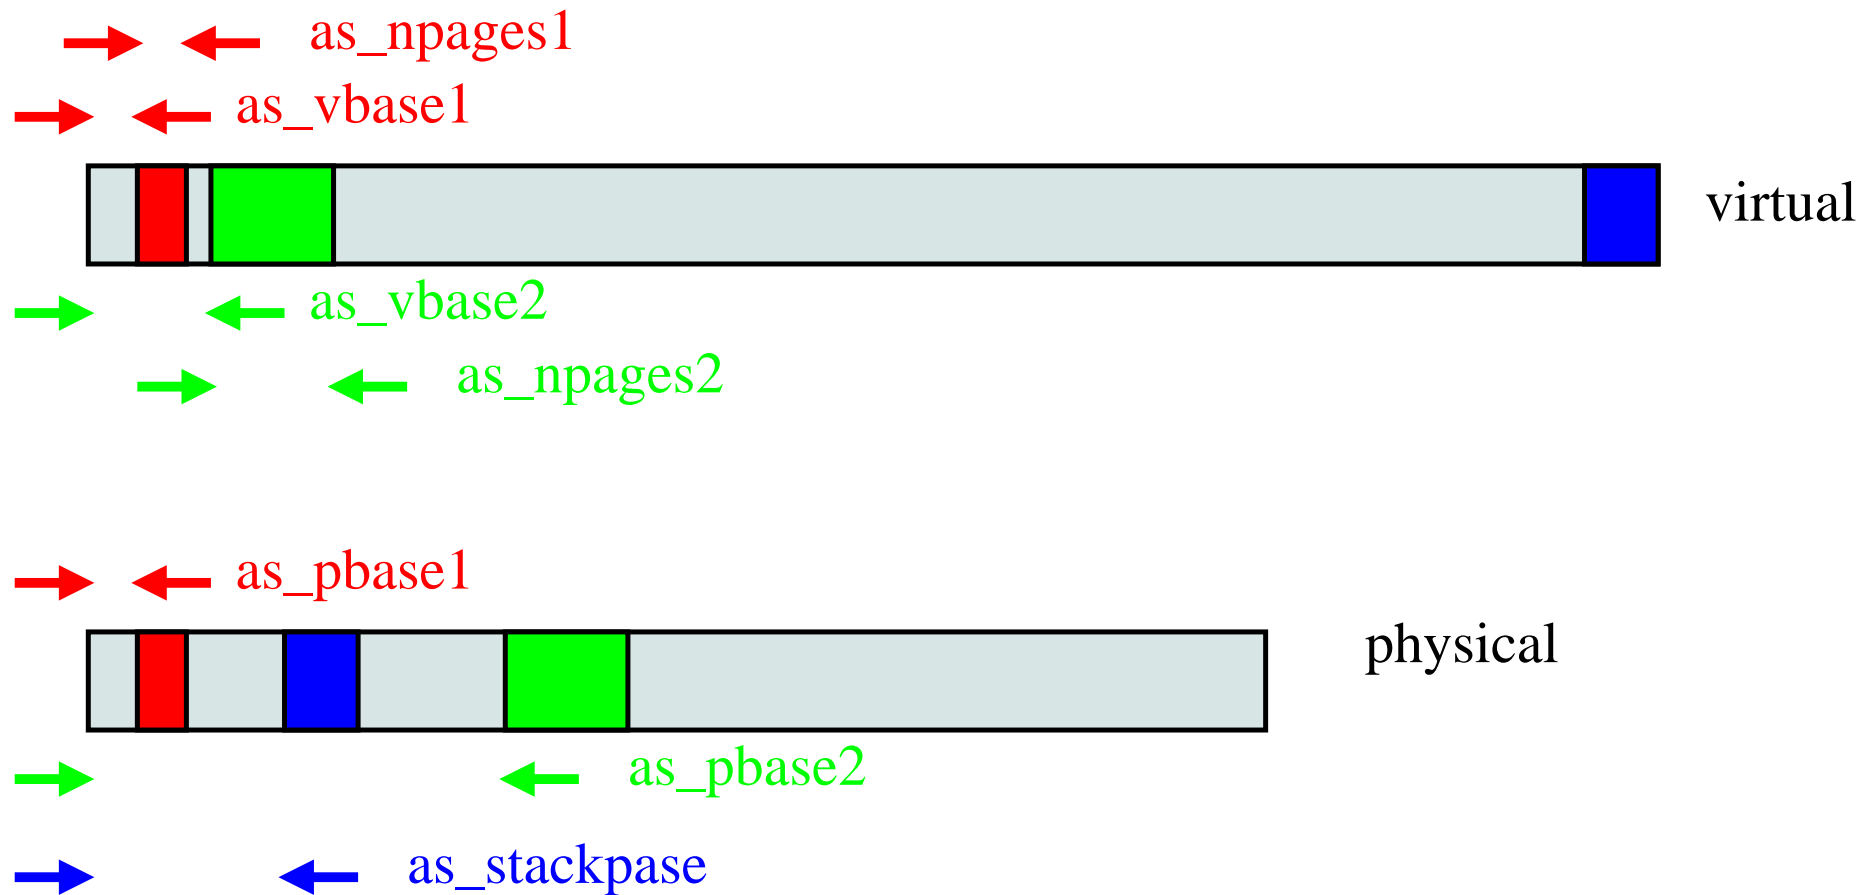 as_npages1
as_vbase1
virtual
as_vbase2
as_npages2
as_pbase1
physical
as_pbase2
as_stackpase